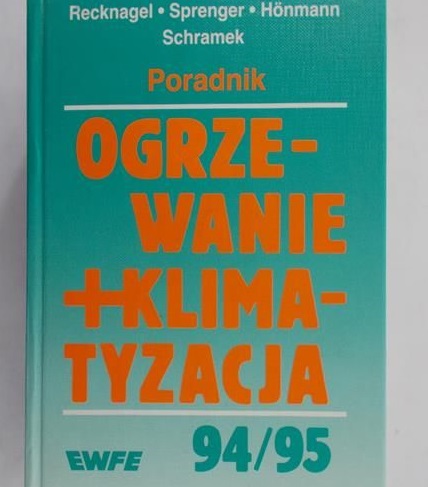 Recknagel • Sprenger • Hönmann
Schramek
Poradnik
OGRZE-
WANIE
+KLIMA-
TYZACJA
EWFE 94/95